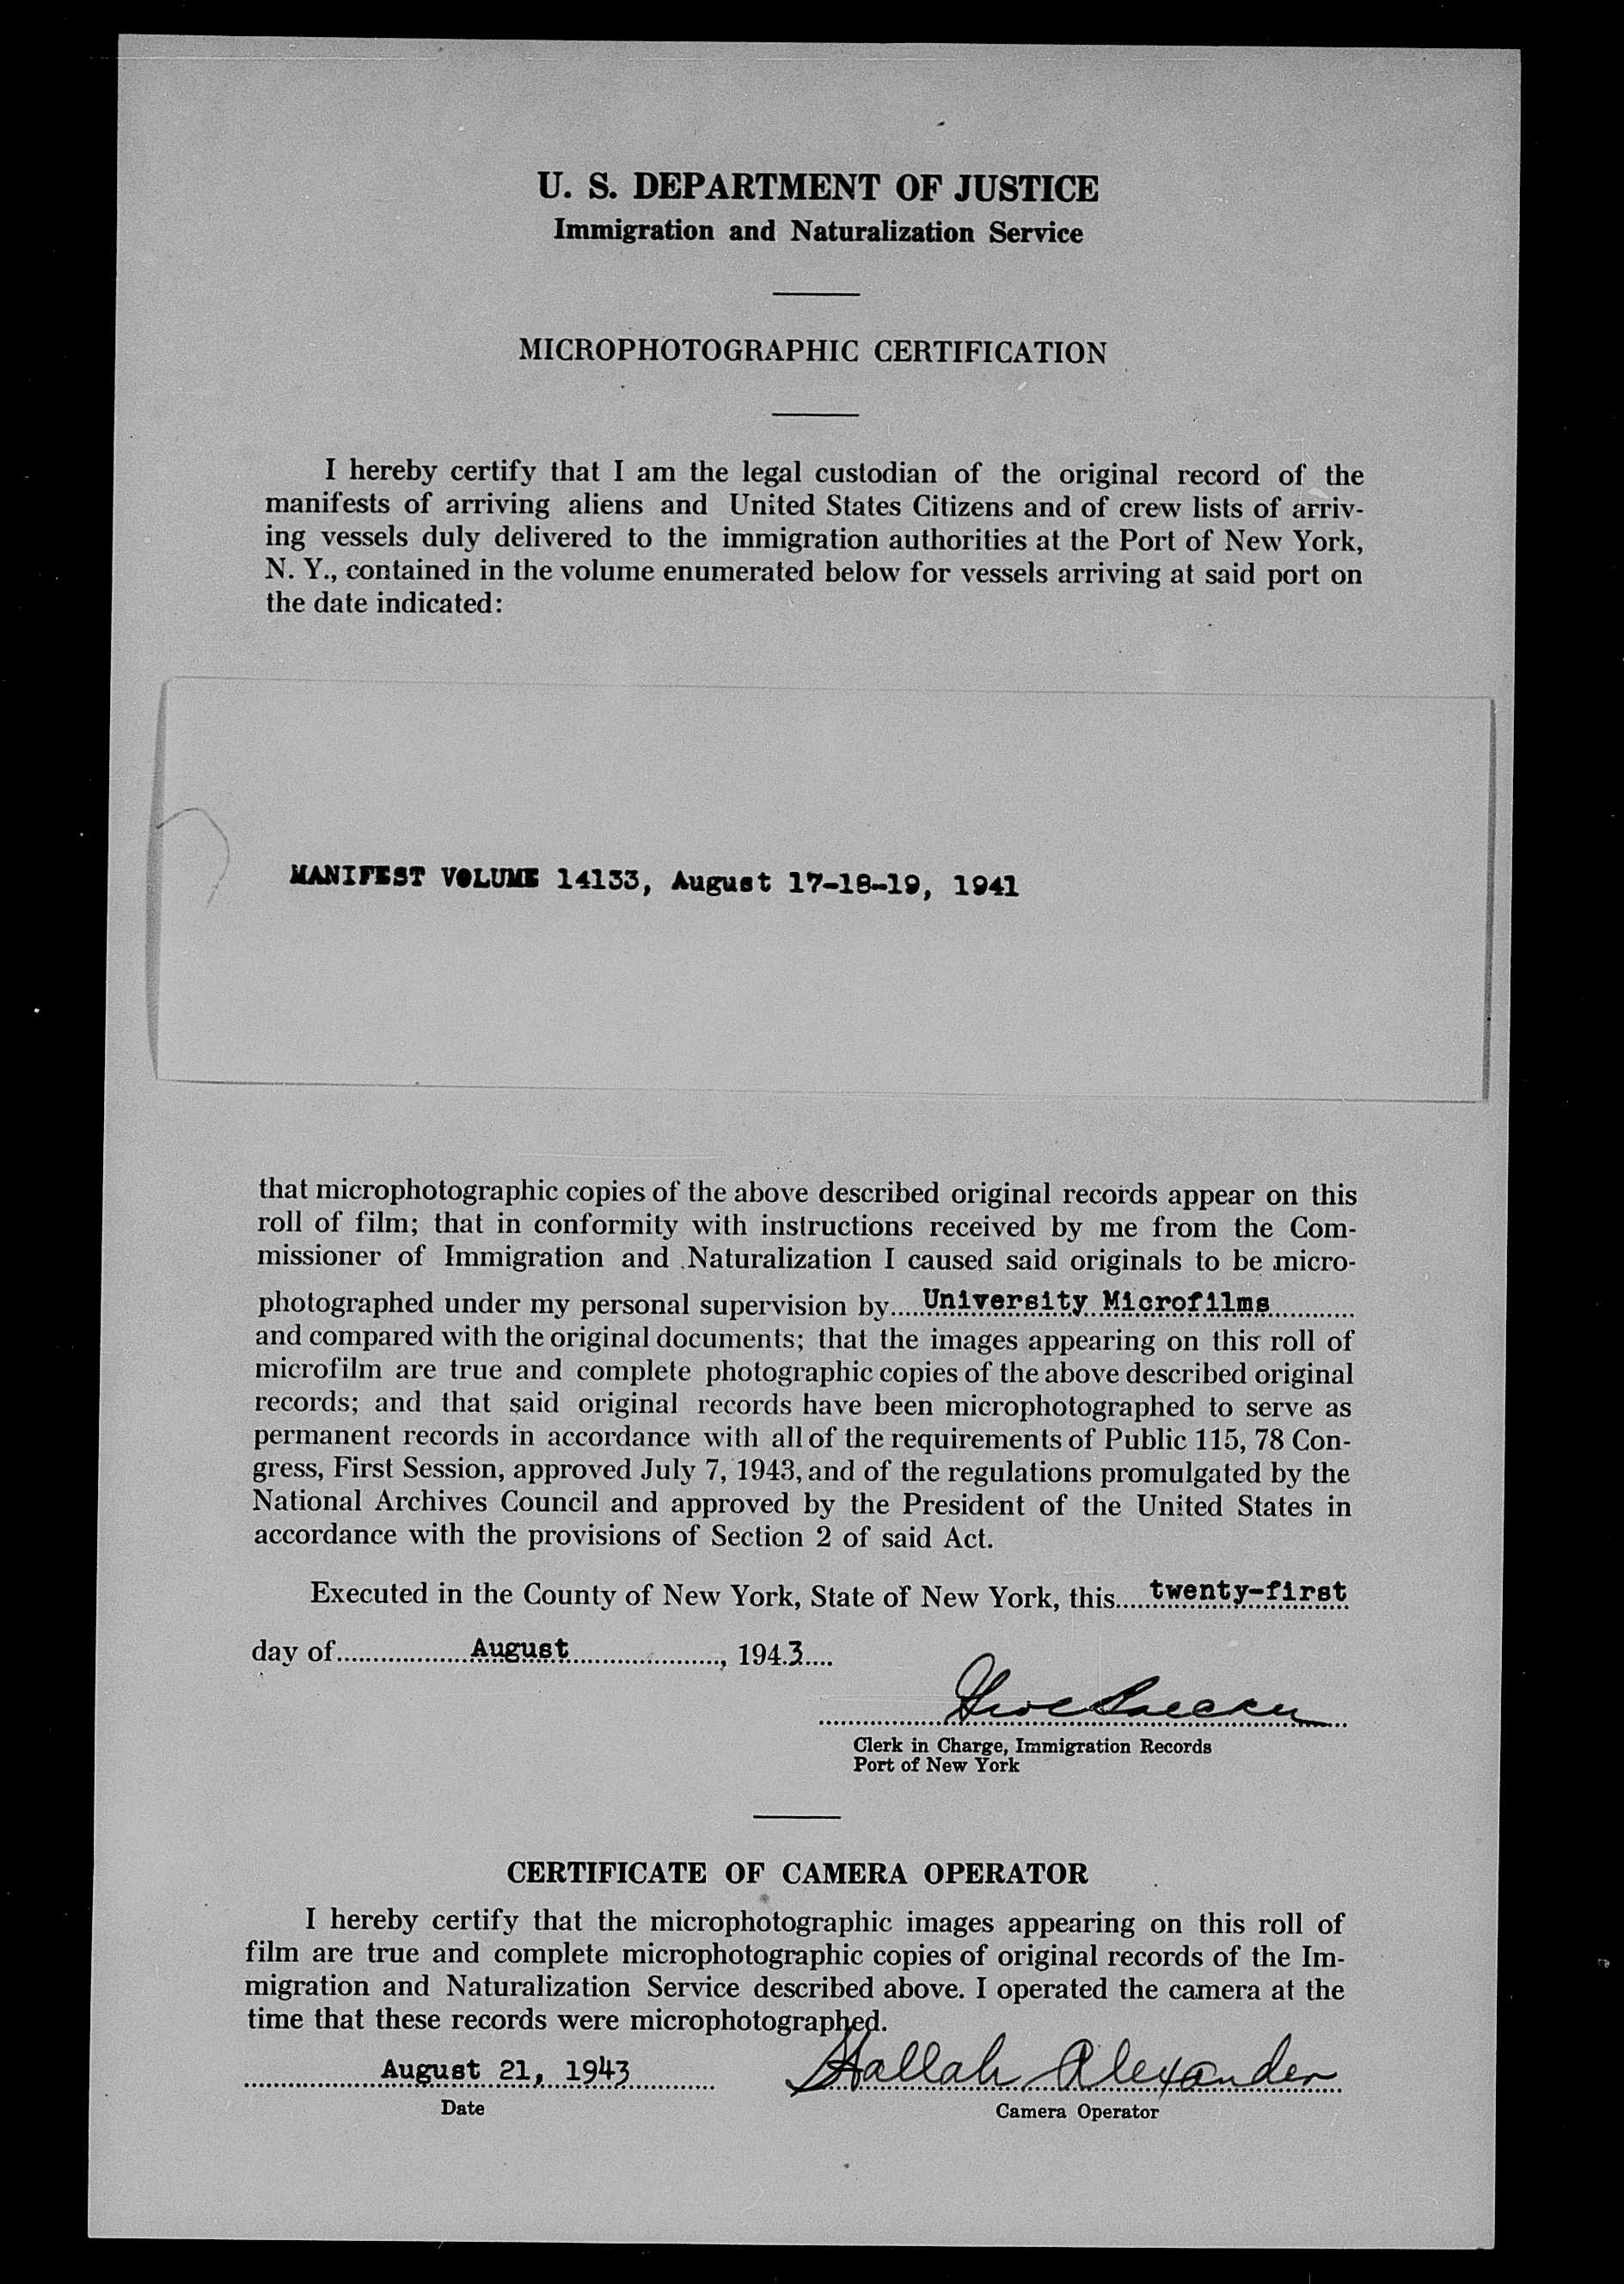 U. S. DEPARTMENT OF JUSTICE
Immigration and Naturalization Service
MICROPHOTOGRAPHIC CERTIFICATION
I hereby certify that I am the legal custodian of the original record of the
manifests of arriving aliens and United States Citizens and of crew lists of arriv-
ing vessels duly delivered to the immigration authorities at the Port of New York,
N. Y., contained in the volume enumerated below for vessels arriving at said port on
the date indicated:
MANIFEST VOLUME 14133, August 17-18-19, 1941
that microphotographic copies of the above described original records appear on this
roll of film; that in conformity with instructions received by me from the Com-
missioner of Immigration and Naturalization I caused said originals to be micro-
photographed under my personal supervision by.....University Microfilms...........
and compared with the original documents; that the images appearing on this roll of
microfilm are true and complete photographic copies of the above described original
records; and that said original records have been microphotographed to serve as
permanent records in accordance with all of the requirements of Public 115, 78 Con-
gress, First Session, approved July 7, 1943, and of the regulations promulgated by the
National Archives Council and approved by the President of the United States in
accordance with the provisions of Section 2 of said Act.
Executed in the County of New York, State of New York, this.....twenty-first
day of..................August....................., 194.3....
Clerk in Charge, Immigration Records
Port of New York
CERTIFICATE OF CAMERA OPERATOR
I hereby certify that the microphotographic images appearing on this roll of
film are true and complete microphotographic copies of original records of the Im-
migration and Naturalization Service described above. I operated the camera at the
time that these records were microphotographed.
August 21, 1943 Hallah Alexander
Date Camera Operator